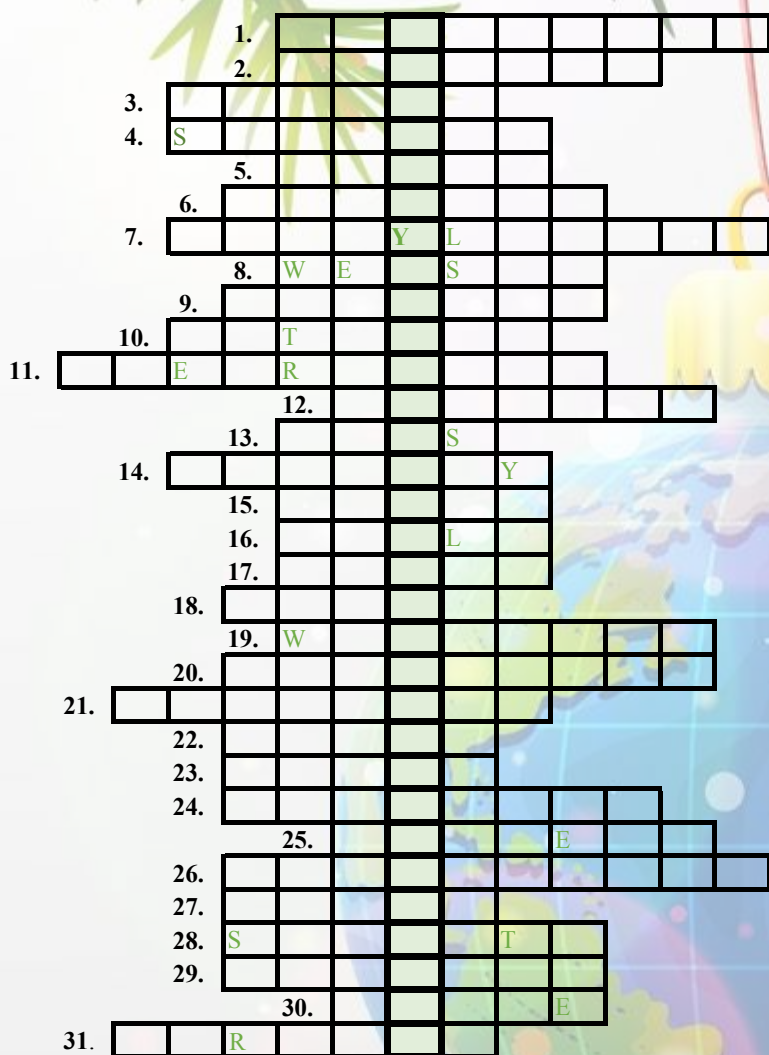 1.
2.
3.
4. S
5.
6.
7. Y L
8. W E S
9.
10. T
11. E R
12.
13. S
14. Y
15.
16. L
17.
18.
19. W
20.
21.
22.
23.
24.
25. E
26.
27.
28. S T
29.
30. E
31. R